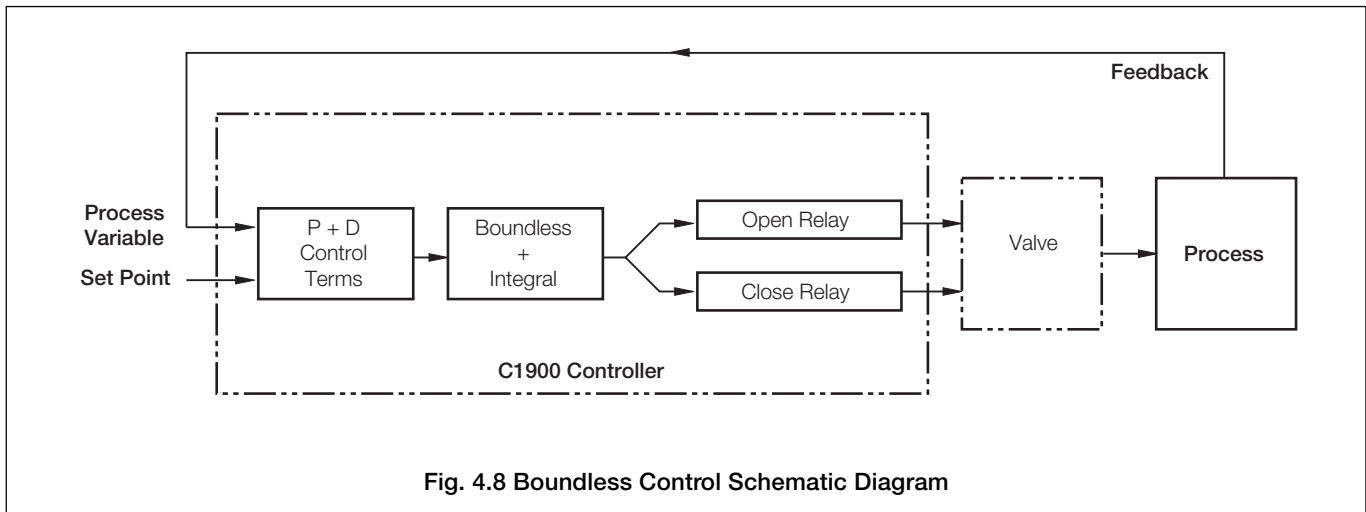 Feedback
Process
Variable
Set Point
P + D
Control
Terms
Boundless
+
Integral
Open Relay
Close Relay
C1900 Controller
Valve
Process
Fig. 4.8 Boundless Control Schematic Diagram